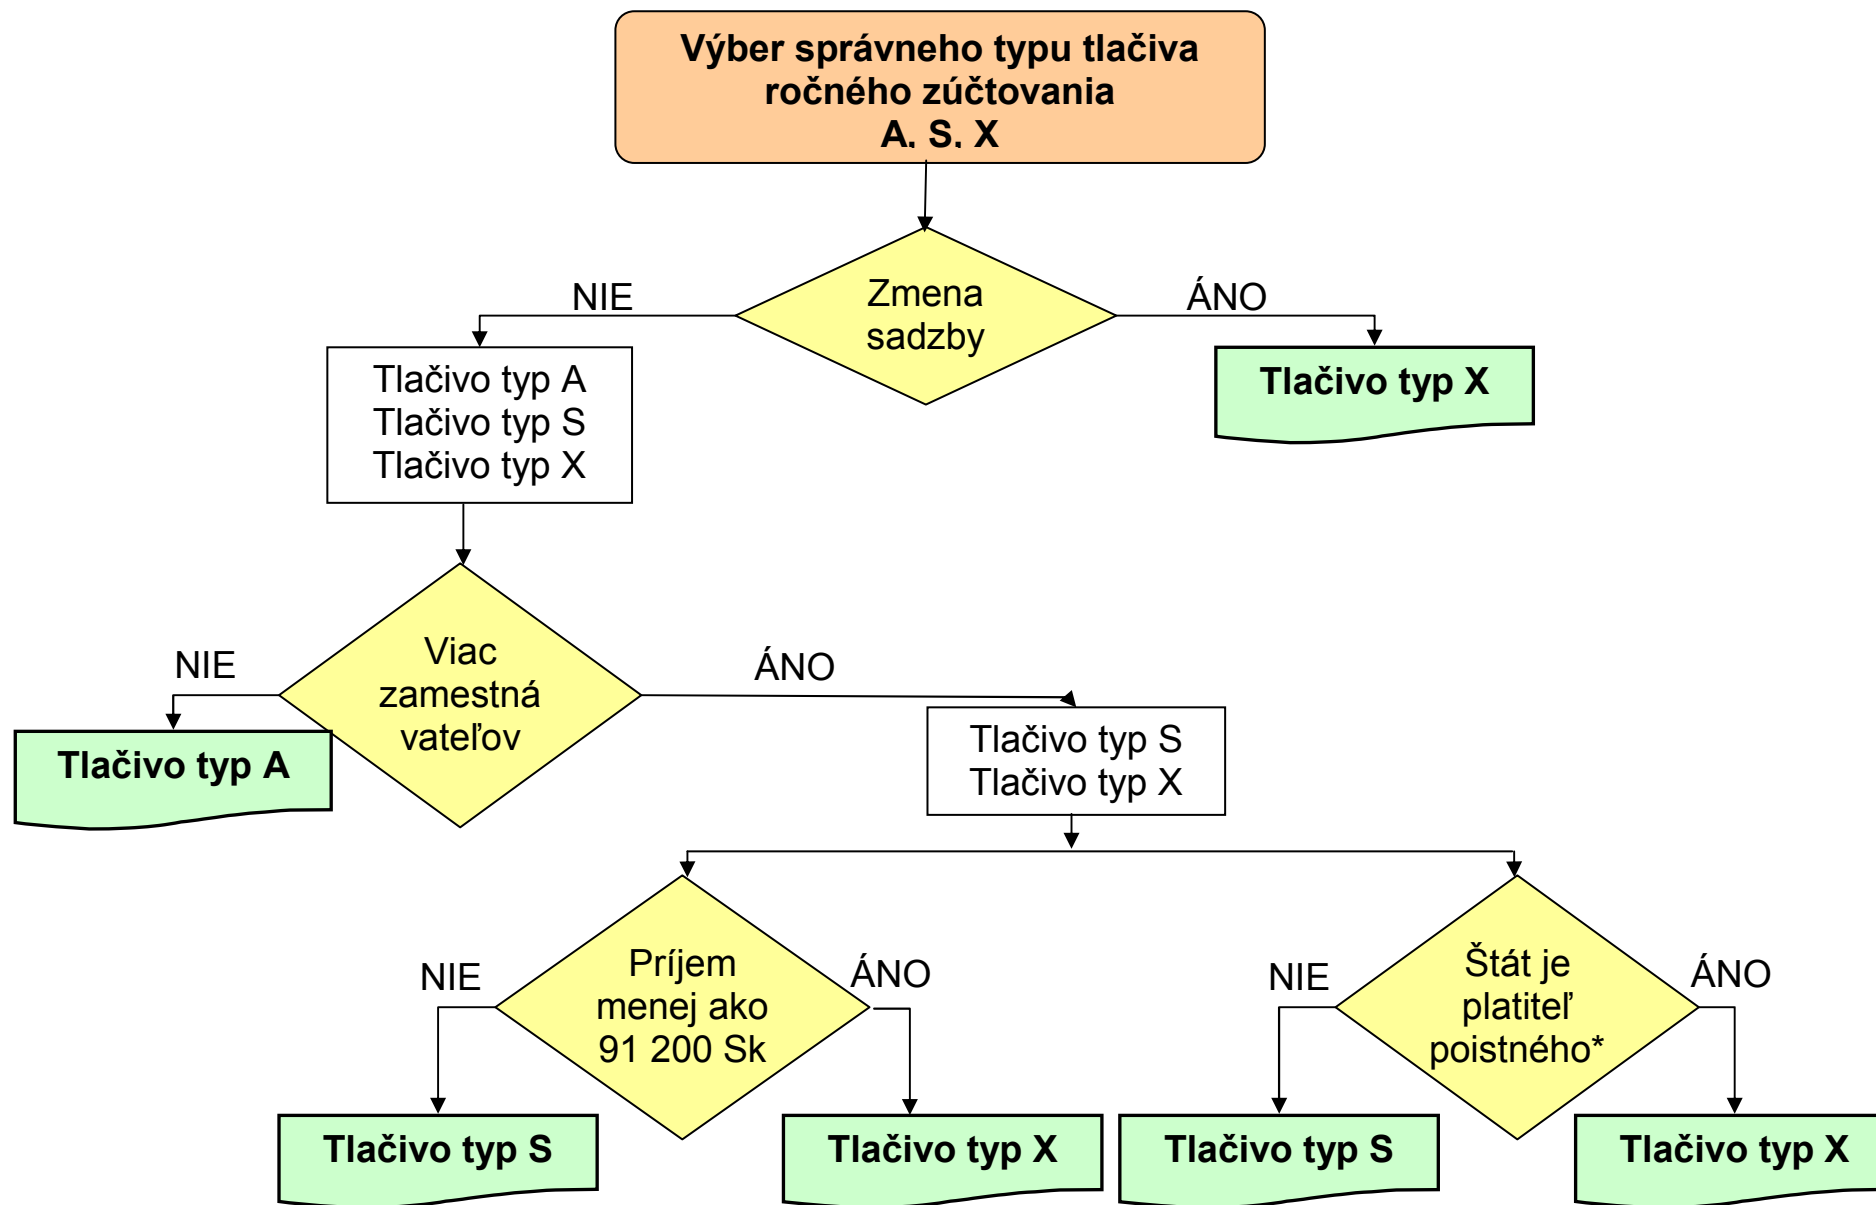 Výber správneho typu tlačiva
ročného zúčtovania
A, S, X
Zmena
sadzby
NIE
ÁNO
Tlačivo typ A
Tlačivo typ S
Tlačivo typ X
Tlačivo typ X
Viac
zamestná
vateľov
NIE
ÁNO
Tlačivo typ A
Tlačivo typ S
Tlačivo typ X
Príjem
menej ako
91 200 Sk
NIE
ÁNO
Štát je
platiteľ
poistného*
NIE
ÁNO
Tlačivo typ S
Tlačivo typ X
Tlačivo typ S
Tlačivo typ X